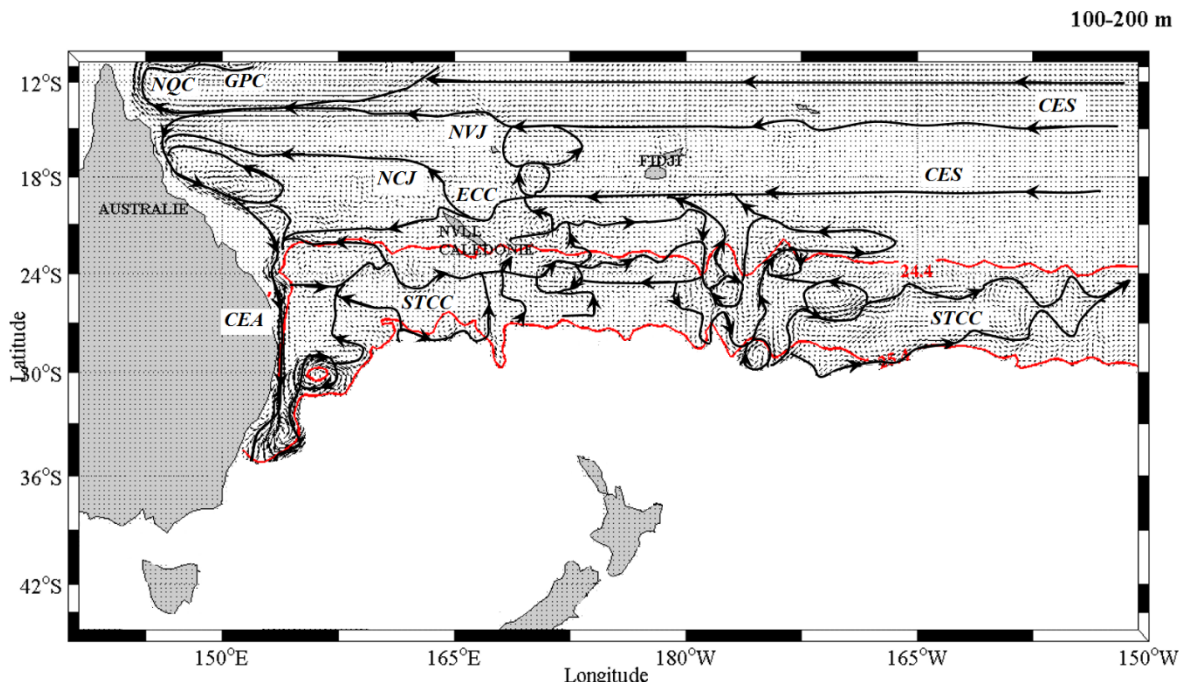 100-200 m
12°S
18°S
24°S
30°S
36°S
42°S
Latitude
NQC
GPC
CES
NVJ
FIDJI
NCJ
ECC
CES
AUSTRALIE
NVLL
CALEDONIE
24.4
STCC
CEA
STCC
150°E
165°E
180°W
165°W
150°W
Longitude